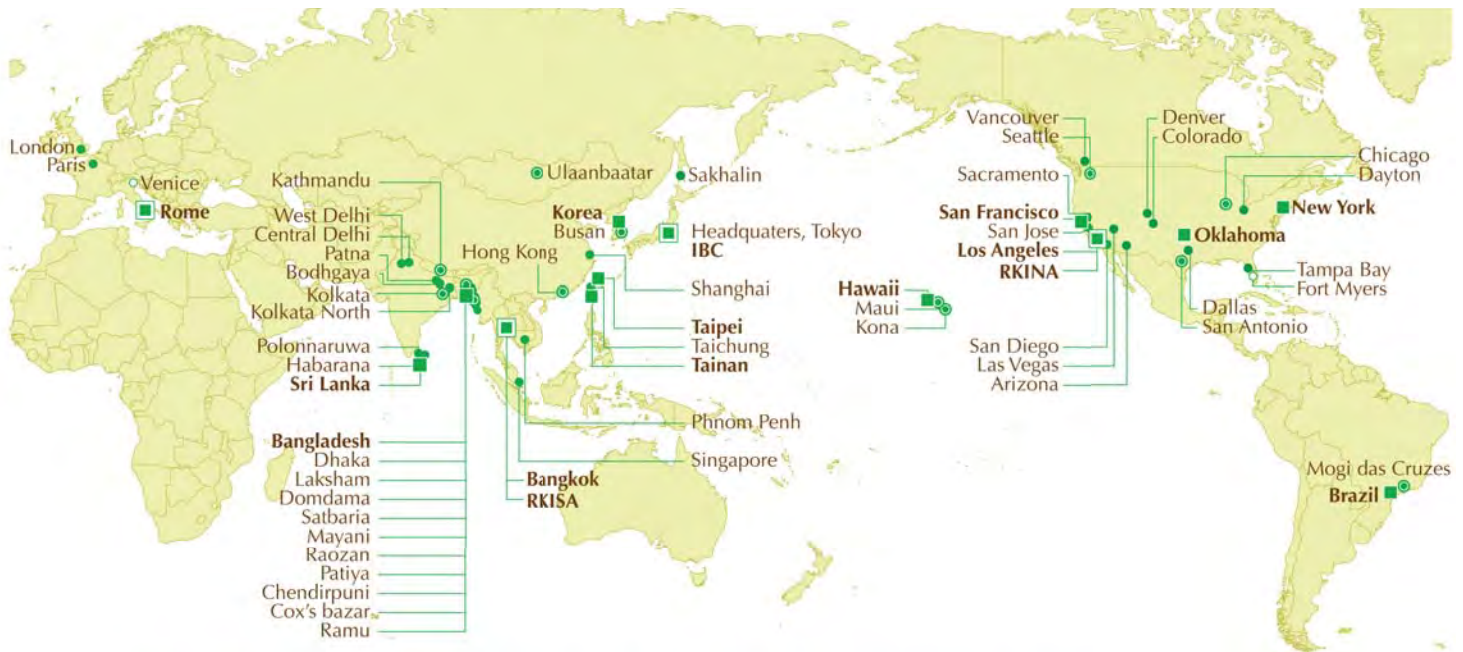 London
Paris
Venice
Rome
Kathmandu
West Delhi
Central Delhi
Patna
Bodhgaya
Kolkata
Kolkata North
Polonnaruwa
Habarana
Sri Lanka
Bangladesh
Dhaka
Laksham
Domdama
Satbaria
Mayani
Raozan
Patiya
Chendirpuni
Cox's bazar
Ramu
Ulaanbaatar
Sakhalin
Korea
Busan
Hong Kong
Headquaters, Tokyo
IBC
Shanghai
Taipei
Taichung
Tainan
Phnom Penh
Singapore
Bangkok
RKISA
Hawaii
Maui
Kona
Vancouver
Seattle
Sacramento
San Francisco
San Jose
Los Angeles
RKINA
San Diego
Las Vegas
Arizona
Denver
Colorado
Chicago
Dayton
New York
Oklahoma
Tampa Bay
Fort Myers
Dallas
San Antonio
Mogi das Cruzes
Brazil